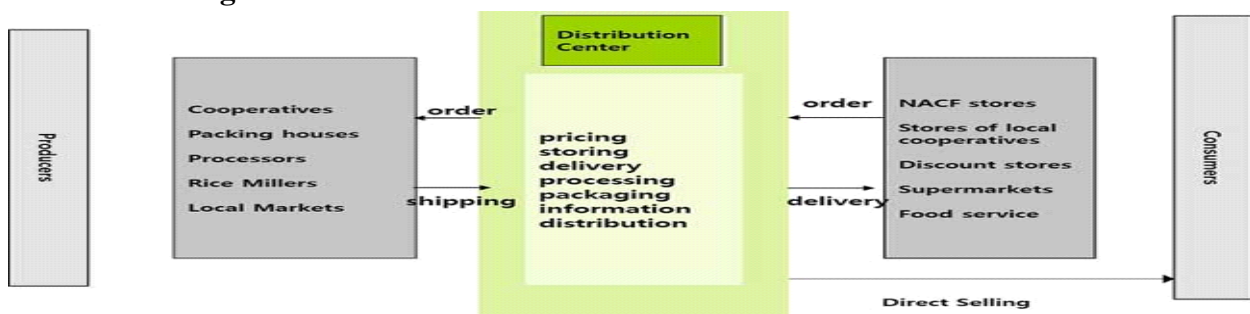 Producers
Cooperatives
Packing houses
Processors
Rice Millers
Local Markets
order
shipping
Distribution
Center
pricing
storing
delivery
processing
packaging
information
distribution
order
delivery
NACF stores
Stores of local
cooperatives
Discount stores
Supermarkets
Food service
Direct Selling
Consumers